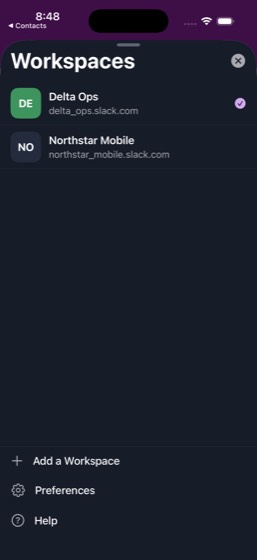 8:48
◀ Contacts
Workspaces
DE
Delta Ops
delta_ops.slack.com
NO
Northstar Mobile
northstar_mobile.slack.com
Add a Workspace
Preferences
Help